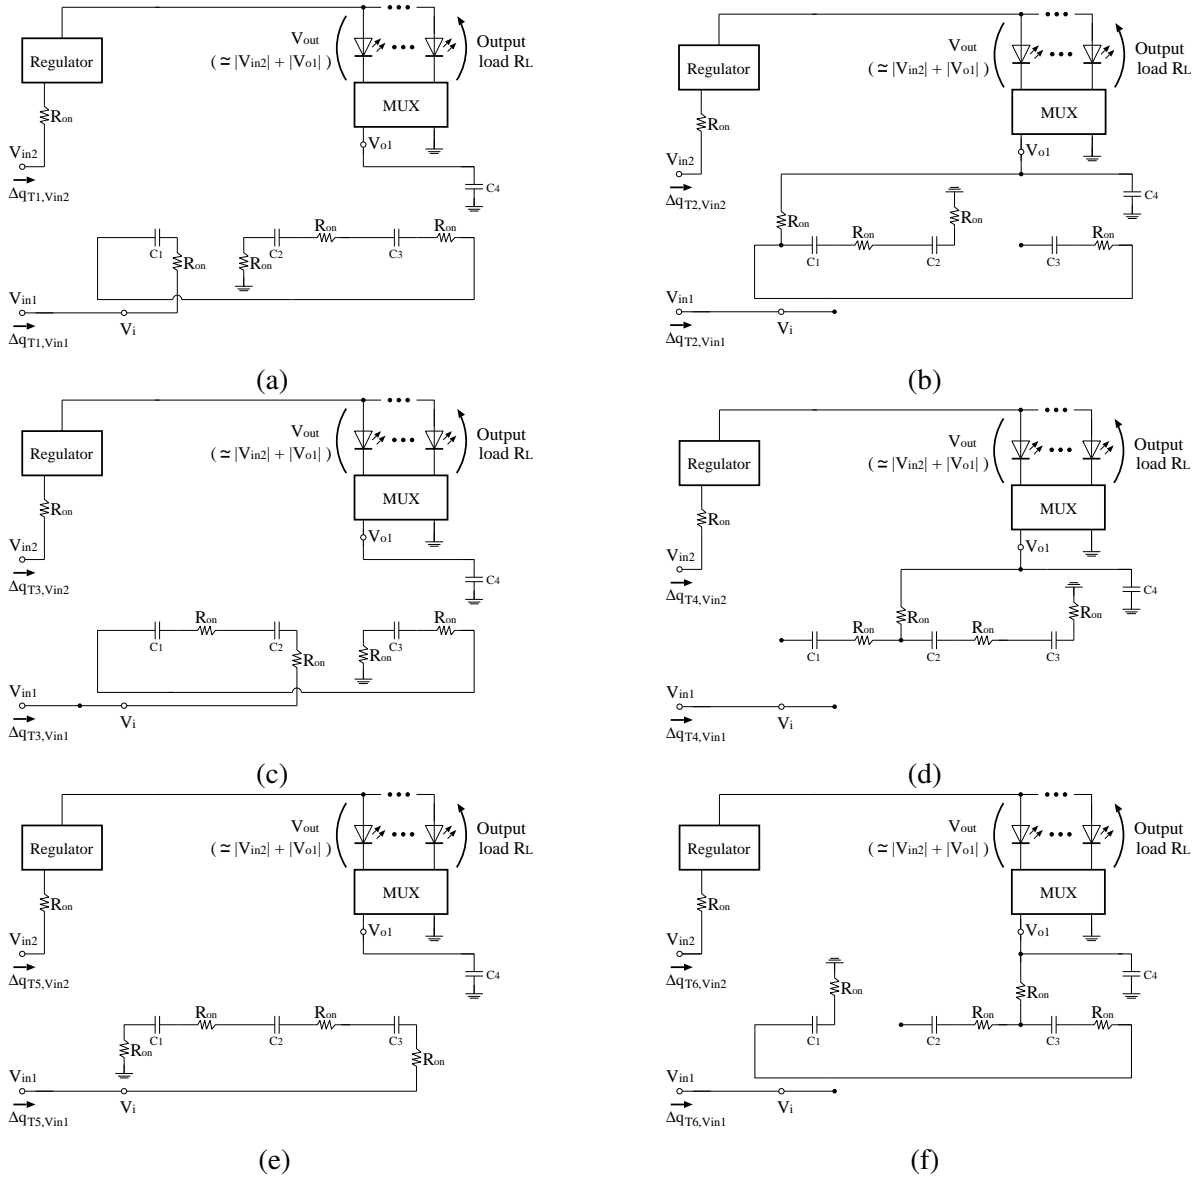 Vout
( ≃ |Vin2| + |Vo1| )
Output
load RL
Regulator
MUX
Ron
Vin2
Vo1
ΔqT1,Vin2
C4
C1
Ron
Ron
C2
Ron
C3
Ron
Vin1
Vi
ΔqT1,Vin1
(a)
Vout
( ≃ |Vin2| + |Vo1| )
Output
load RL
Regulator
MUX
Ron
Vin2
Vo1
ΔqT2,Vin2
C4
Ron
C1
Ron
C2
Ron
C3
Ron
Vin1
Vi
ΔqT2,Vin1
(b)
Vout
( ≃ |Vin2| + |Vo1| )
Output
load RL
Regulator
MUX
Ron
Vin2
Vo1
ΔqT3,Vin2
C4
C1
Ron
C2
Ron
Ron
C3
Ron
Vin1
Vi
ΔqT3,Vin1
(c)
Vout
( ≃ |Vin2| + |Vo1| )
Output
load RL
Regulator
MUX
Ron
Vin2
Vo1
ΔqT4,Vin2
C4
C1
Ron
Ron
C2
Ron
C3
Ron
Vin1
Vi
ΔqT4,Vin1
(d)
Vout
( ≃ |Vin2| + |Vo1| )
Output
load RL
Regulator
MUX
Ron
Vin2
Vo1
ΔqT5,Vin2
C4
Ron
C1
Ron
C2
Ron
C3
Ron
Vin1
Vi
ΔqT5,Vin1
(e)
Vout
( ≃ |Vin2| + |Vo1| )
Output
load RL
Regulator
MUX
Ron
Vin2
Vo1
ΔqT6,Vin2
C4
C1
Ron
C2
Ron
Ron
C3
Ron
Vin1
Vi
ΔqT6,Vin1
(f)